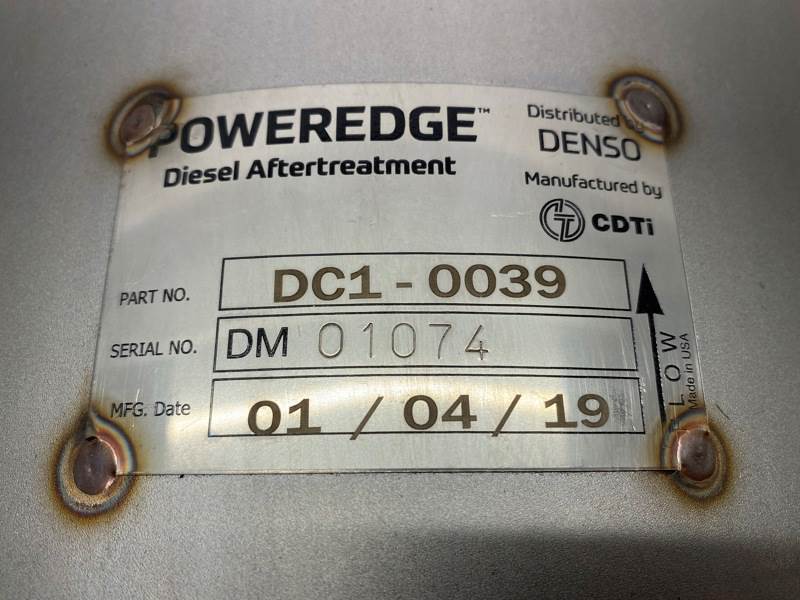 POWEREDGE™
Diesel Aftertreatment
Distributed by
DENSO
Manufactured by
CDTi
PART NO. DC1-0039
SERIAL NO. DM 01074
MFG. Date 01 / 04 / 19
FLOW
Made in USA